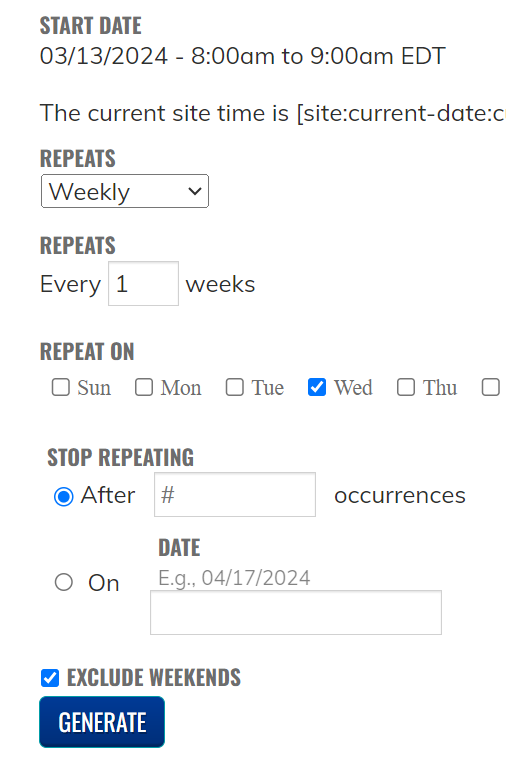 START DATE
03/13/2024 - 8:00am to 9:00am EDT
The current site time is [site:current-date:c
REPEATS
Weekly
REPEATS
Every 1 weeks
REPEAT ON
Sun Mon Tue Wed Thu
STOP REPEATING
After # occurrences
DATE
E.g., 04/17/2024
On
EXCLUDE WEEKENDS
GENERATE